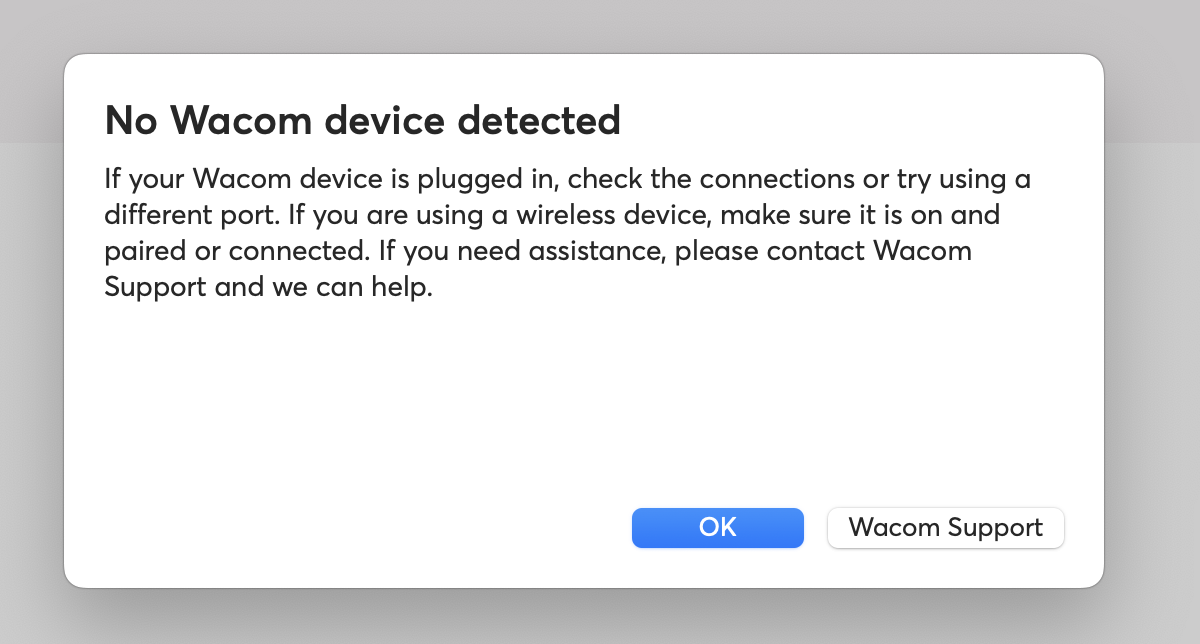 No Wacom device detected
If your Wacom device is plugged in, check the connections or try using a
different port. If you are using a wireless device, make sure it is on and
paired or connected. If you need assistance, please contact Wacom
Support and we can help.
OK
Wacom Support